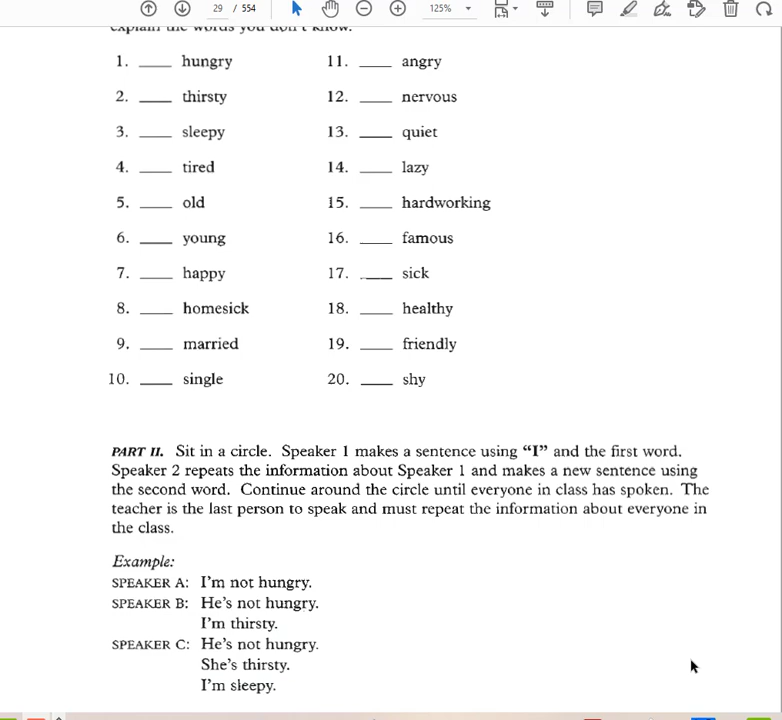 29 / 554
125%
explain the words you don't know.
1. ____ hungry 11. ____ angry
2. ____ thirsty 12. ____ nervous
3. ____ sleepy 13. ____ quiet
4. ____ tired 14. ____ lazy
5. ____ old 15. ____ hardworking
6. ____ young 16. ____ famous
7. ____ happy 17. ____ sick
8. ____ homesick 18. ____ healthy
9. ____ married 19. ____ friendly
10. ____ single 20. ____ shy
PART II. Sit in a circle. Speaker 1 makes a sentence using “I” and the first word.
Speaker 2 repeats the information about Speaker 1 and makes a new sentence using
the second word. Continue around the circle until everyone in class has spoken. The
teacher is the last person to speak and must repeat the information about everyone in
the class.
Example:
SPEAKER A: I’m not hungry.
SPEAKER B: He’s not hungry.
I’m thirsty.
SPEAKER C: He’s not hungry.
She’s thirsty.
I’m sleepy.